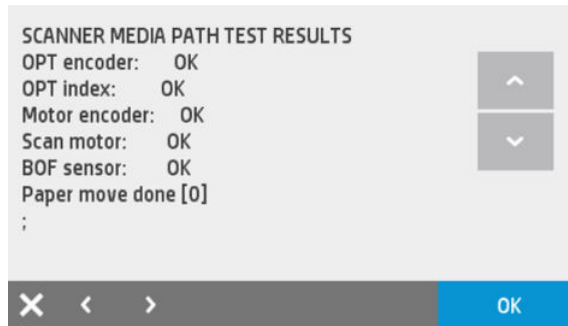 SCANNER MEDIA PATH TEST RESULTS
OPT encoder: OK
OPT index: OK
Motor encoder: OK
Scan motor: OK
BOF sensor: OK
Paper move done [0]
;
OK